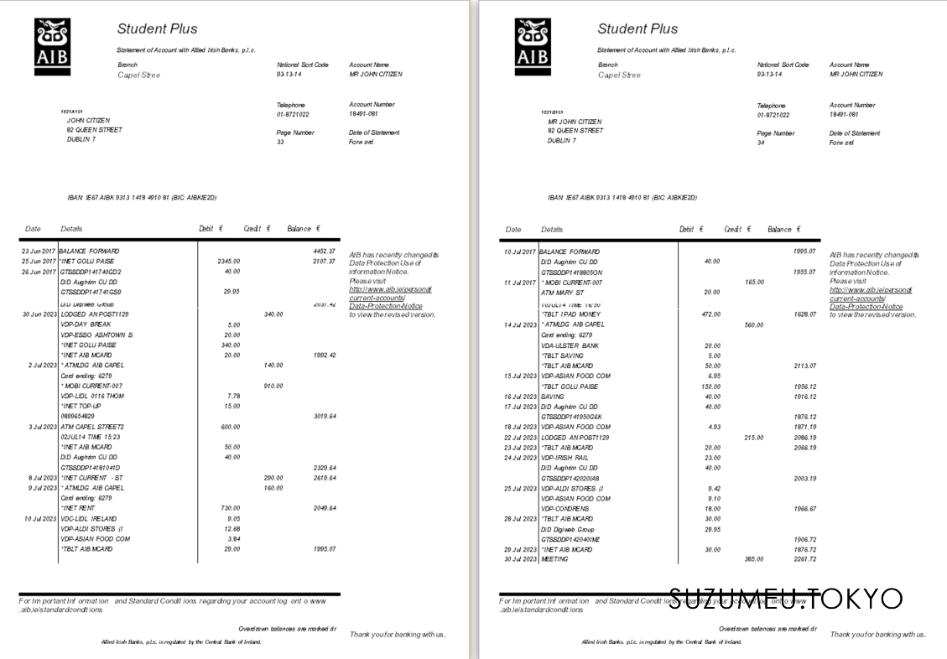 AIB
Student Plus
Statement of Account with Allied Irish Banks, p.l.c.
Branch National Sort Code Account Name
Capel Stree 93-13-14 MR JOHN CITIZEN
Telephone Account Number
01-8721022 18491-081
JOHN CITIZEN
82 QUEEN STREET Page Number Date of Statement
DUBLIN 7 33 Forw ard
IBAN: IE67 AIBK 9313 1418 4910 81 (BIC: AIBKIE2D)
Date Details Debit € Credit € Balance €
23 Jun 2017 BALANCE FORWARD 4452.37
25 Jun 2017 *INET GOLU PAISE 2345.00 2107.37
26 Jun 2017 GTSSDDP141740GD2 40.00
D/D Aughrim CU DD
GTSSDDP141741GS0 29.95
D/D Digiweb Group 2037.42
30 Jun 2023 LODGED AN POST1129 340.00
VDP-DAY BREAK 5.00
VDP-ESSO ASHTOWN S 20.00
*INET GOLU PAISE 340.00
*INET AIB MCARD 20.00 1992.42
2 Jul 2023 * ATMLDG AIB CAPEL 140.00
Card ending: 6279
* MOBI CURRENT-007 910.00
VDP-LIDL 0116 THOM 7.78
*INET TOP-UP 15.00
0889654829 3019.64
3 Jul 2023 ATM CAPEL STREET2 600.00
02JUL14 TIME 15:23
*INET AIB MCARD 50.00
D/D Aughrim CU DD 40.00
GTSSDDP14181041D 2329.64
8 Jul 2023 *INET CURRENT - ST 290.00 2619.64
9 Jul 2023 * ATMLDG AIB CAPEL 160.00
Card ending: 6279
*INET RENT 730.00 2049.64
10 Jul 2023 VDC-LIDL IRELAND 9.05
VDP-ALDI STORES (I 12.68
VDP-ASIAN FOOD COM 3.84
*TBLT AIB MCARD 29.00 1995.07
AIB has recently changed its
Data Protection Use of
Information Notice.
Please visit
http://www.aib.ie/personal
current-accounts/
Data-Protection-Notice
to view the revised version.
For Im portant Inf ormation and Standard Condit ions regarding your account log ont o www
.aib.ie/standardcondit ions
Overdrawn balances are marked dr
Thank you for banking with us.
Allied Irish Banks, p.l.c. is regulated by the Central Bank of Ireland.
AIB
Student Plus
Statement of Account with Allied Irish Banks, p.l.c.
Branch National Sort Code Account Name
Capel Stree 93-13-14 MR JOHN CITIZEN
Telephone Account Number
01-8721022 18491-081
MR JOHN CITIZEN
82 QUEEN STREET Page Number Date of Statement
DUBLIN 7 34 Forw ard
IBAN: IE67 AIBK 9313 1418 4910 81 (BIC: AIBKIE2D)
Date Details Debit € Credit € Balance €
10 Jul 2017 BALANCE FORWARD 1995.07
D/D Aughrim CU DD 40.00
GTSSDDP1418805ON 1955.07
11 Jul 2017 * MOBI CURRENT-007 165.00
ATM MARY ST 20.00
10JUL14 TIME 16:50
*TBLT IPAD MONEY 472.00 1628.07
14 Jul 2023 * ATMLDG AIB CAPEL 560.00
Card ending: 6279
VDA-ULSTER BANK 20.00
*TBLT SAVING 5.00
*TBLT AIB MCARD 50.00 2113.07
15 Jul 2023 VDP-ASIAN FOOD COM 6.95
*TBLT GOLU PAISE 150.00 1956.12
16 Jul 2023 SAVING 40.00 1916.12
17 Jul 2023 D/D Aughrim CU DD 40.00
GTSSDDP141950G6K 1876.12
18 Jul 2023 VDP-ASIAN FOOD COM 4.93 1871.19
22 Jul 2023 LODGED AN POST1129 215.00 2086.19
23 Jul 2023 *TBLT AIB MCARD 20.00 2066.19
24 Jul 2023 VDP-IRISH RAIL 23.00
D/D Aughrim CU DD 40.00
GTSSDDP142020IA8 2003.19
25 Jul 2023 VDP-ALDI STORES (I 9.42
VDP-ASIAN FOOD COM 9.10
VDP-CONDRENS 18.00 1966.67
28 Jul 2023 *TBLT AIB MCARD 30.00
D/D Digiweb Group 29.95
GTSSDDP142040IMZ 1906.72
29 Jul 2023 *INET AIB MCARD 30.00 1876.72
30 Jul 2023 MEETING 385.00 2261.72
AIB has recently changed its
Data Protection Use of
Information Notice.
Please visit
http://www.aib.ie/personal
current-accounts/
Data-Protection-Notice
to view the revised version.
For Im portant Inf ormation and Standard Condit ions regarding your account log ont o www
.aib.ie/standardcondit ions
SUZUMEU.TOKYO
Overdrawn balances are marked dr
Thank you for banking with us.
Allied Irish Banks, p.l.c. is regulated by the Central Bank of Ireland.